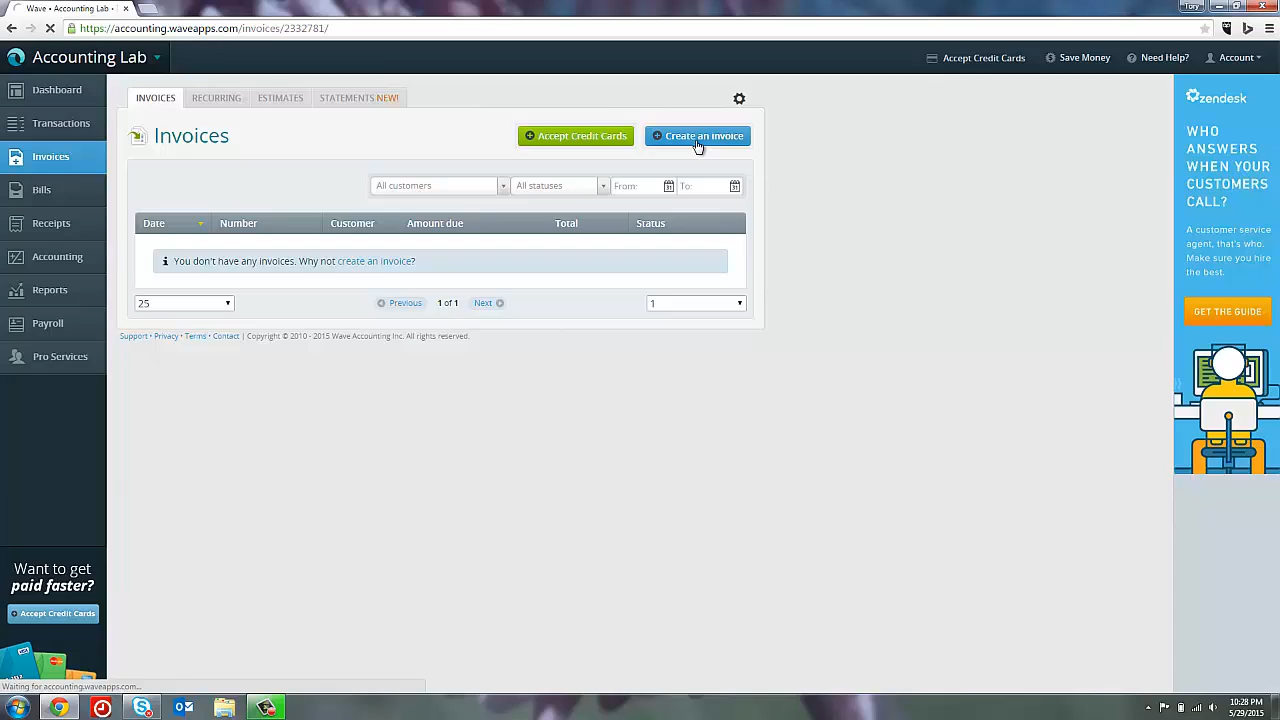 Wave • Accounting Lab
Tory
https://accounting.waveapps.com/invoices/2332781/
Accounting Lab
Accept Credit Cards
Save Money
Need Help?
Account
Dashboard
Transactions
Invoices
Bills
Receipts
Accounting
Reports
Payroll
Pro Services
Want to get
paid faster?
Accept Credit Cards
INVOICES RECURRING ESTIMATES STATEMENTS NEW!
Invoices
Accept Credit Cards
Create an invoice
All customers All statuses From: To:
Date Number Customer Amount due Total Status
You don't have any invoices. Why not create an invoice?
25 Previous 1 of 1 Next 1
Support • Privacy • Terms • Contact | Copyright © 2010 - 2015 Wave Accounting Inc. All rights reserved.
zendesk
WHO
ANSWERS
WHEN YOUR
CUSTOMERS
CALL?
A customer service
agent, that's who.
Make sure you hire
the best.
GET THE GUIDE
Waiting for accounting.waveapps.com...
10:28 PM
5/29/2015